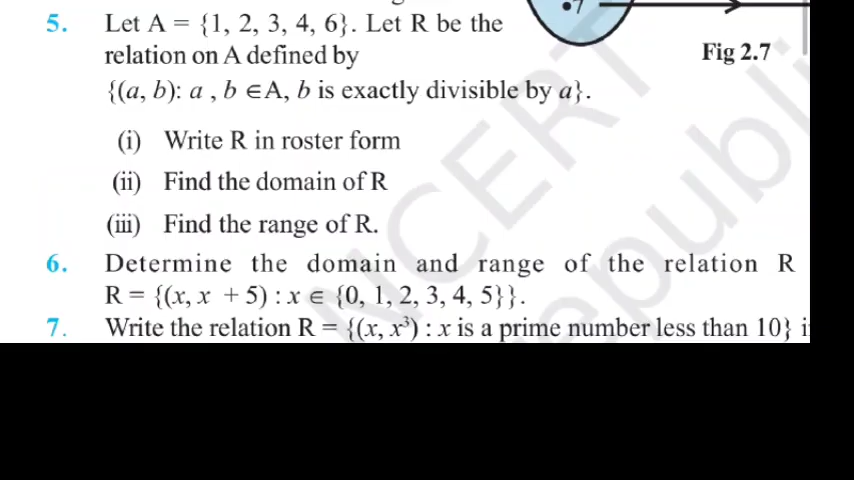 •7
5. Let A = {1, 2, 3, 4, 6}. Let R be the
relation on A defined by
Fig 2.7
{(a, b): a , b ∈A, b is exactly divisible by a}.
(i) Write R in roster form
(ii) Find the domain of R
(iii) Find the range of R.
6. Determine the domain and range of the relation R
R = {(x, x + 5) : x ∈ {0, 1, 2, 3, 4, 5}}.
7. Write the relation R = {(x, x³) : x is a prime number less than 10} i
NCERT
republi